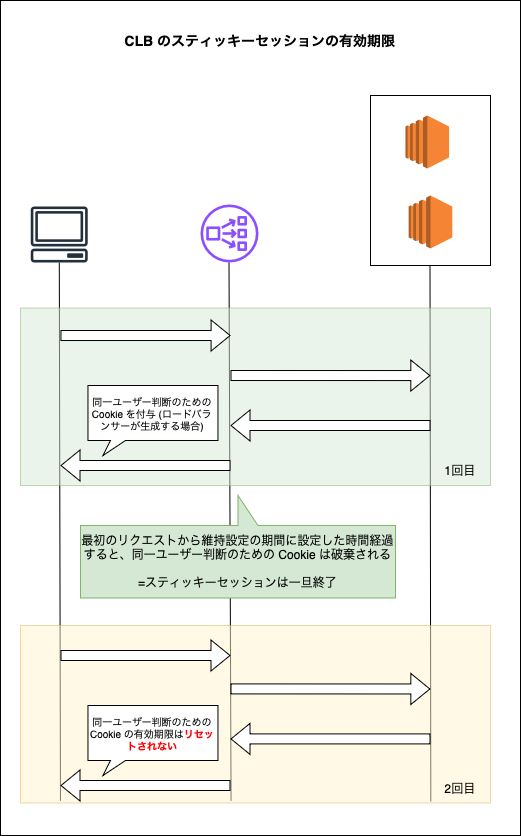 CLB のスティッキーセッションの有効期限
同一ユーザー判断のための
Cookie を付与 (ロードバラ
ンサーが生成する場合)
1回目
最初のリクエストから維持設定の期間に設定した時間経過
すると、同一ユーザー判断のための Cookie は破棄される
=スティッキーセッションは一旦終了
同一ユーザー判断のための
Cookie の有効期限はリセッ
トされない
2回目